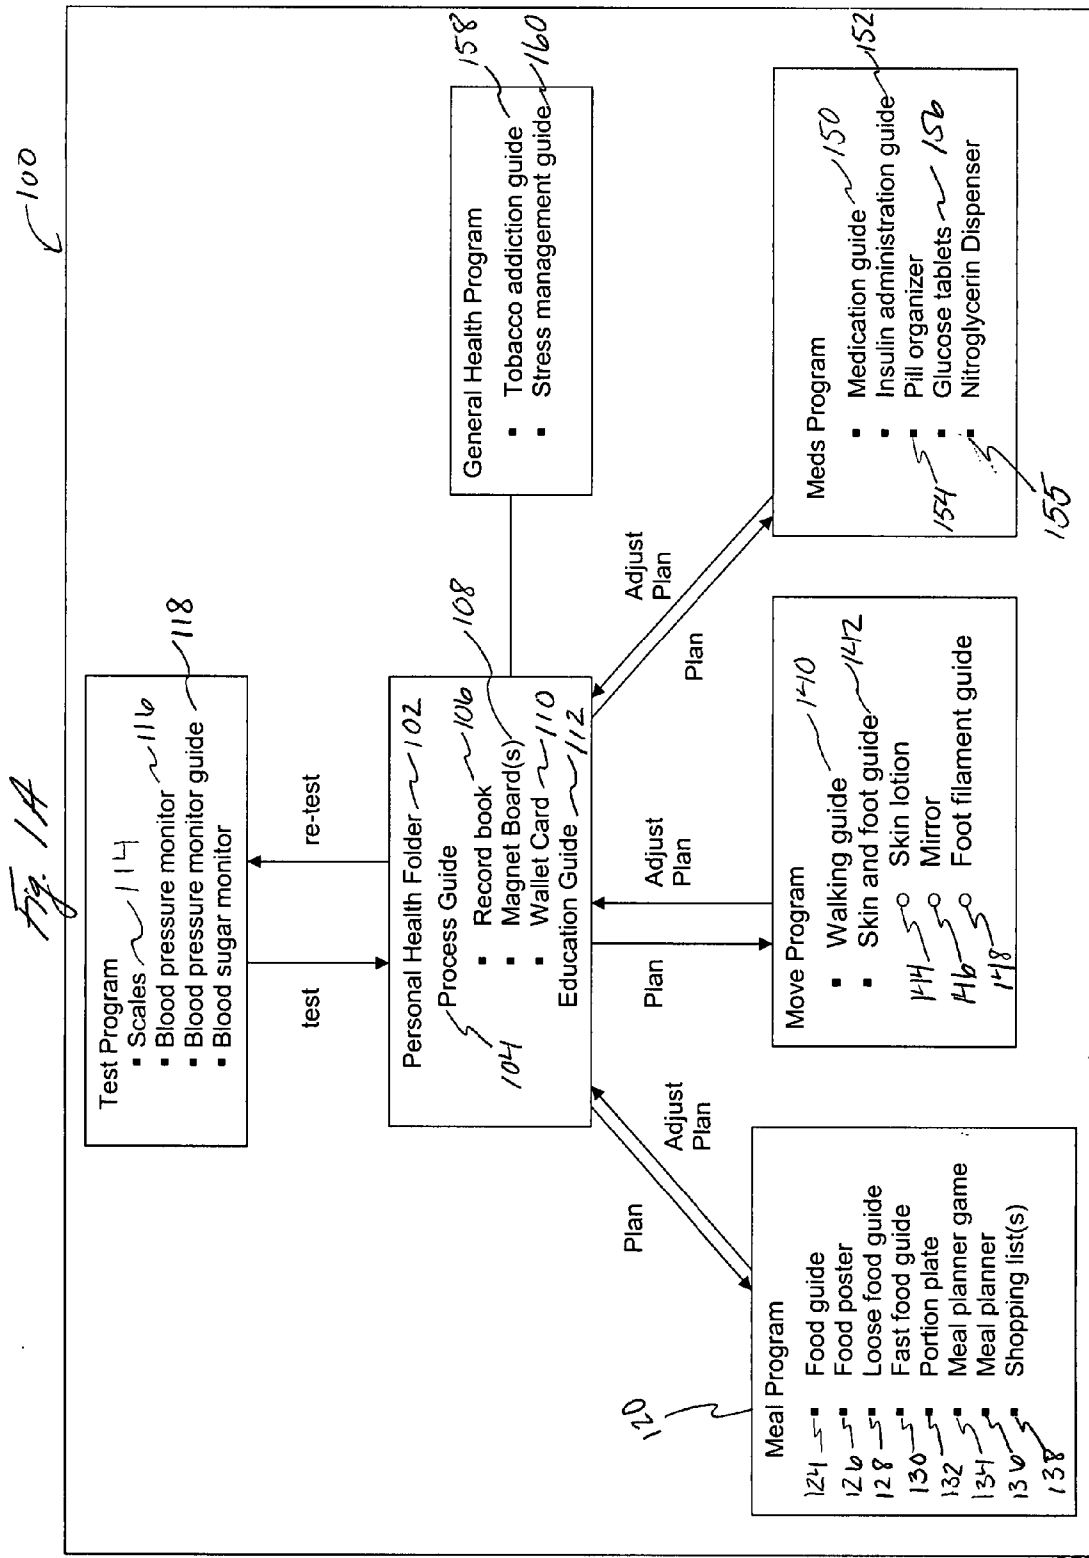 Fig. 1A
100
Test Program
▪ Scales 114
▪ Blood pressure monitor 116
▪ Blood pressure monitor guide 118
▪ Blood sugar monitor
test
re-test
Personal Health Folder 102
104 Process Guide
▪ Record book 106
▪ Magnet Board(s) 108
▪ Wallet Card 110
Education Guide 112
General Health Program
▪ Tobacco addiction guide 158
▪ Stress management guide 160
Plan
Adjust
Plan
Plan
Adjust
Plan
Plan
Adjust
Plan
120
Meal Program
124 ▪ Food guide
126 ▪ Food poster
128 ▪ Loose food guide
130 ▪ Fast food guide
132 ▪ Portion plate
134 ▪ Meal planner game
136 ▪ Meal planner
138 ▪ Shopping list(s)
Move Program
▪ Walking guide 140
▪ Skin and foot guide 142
144 ○ Skin lotion
146 ○ Mirror
148 ○ Foot filament guide
Meds Program
▪ Medication guide 150
▪ Insulin administration guide 152
154 ▪ Pill organizer
▪ Glucose tablets 156
155 ▪ Nitroglycerin Dispenser